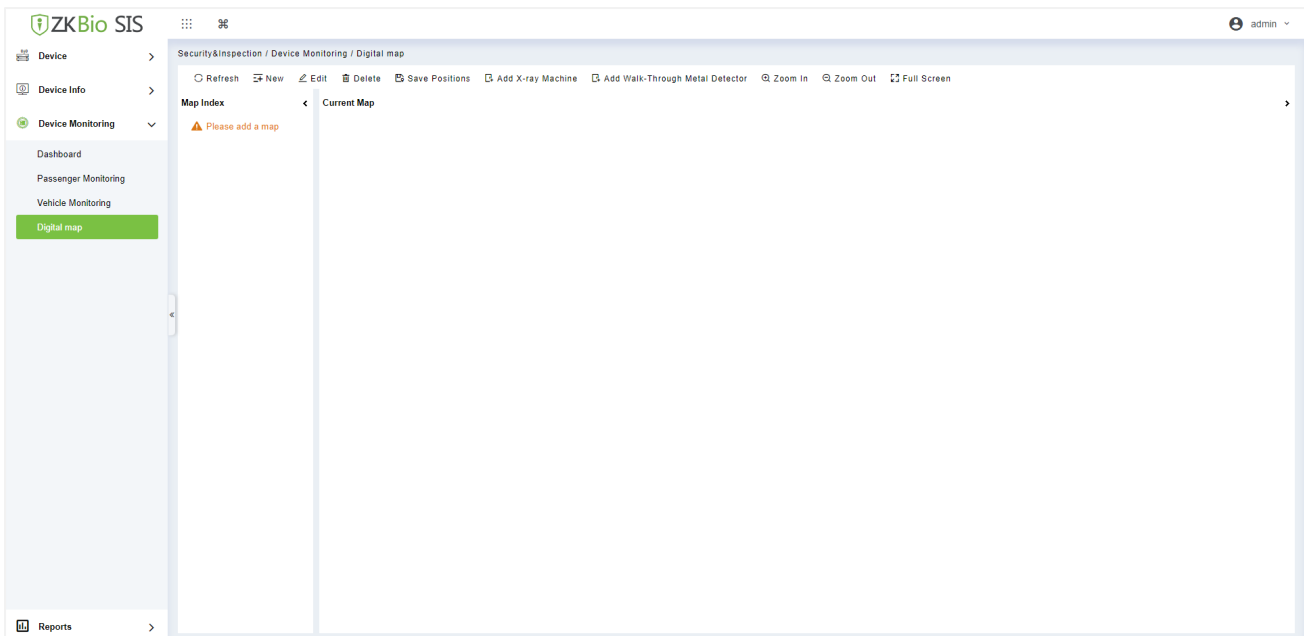 ZKBio SIS
admin
Device
Device Info
Device Monitoring
Dashboard
Passenger Monitoring
Vehicle Monitoring
Digital map
Reports
Security&Inspection / Device Monitoring / Digital map
Refresh New Edit Delete Save Positions Add X-ray Machine Add Walk-Through Metal Detector Zoom In Zoom Out Full Screen
Map Index
Please add a map
Current Map